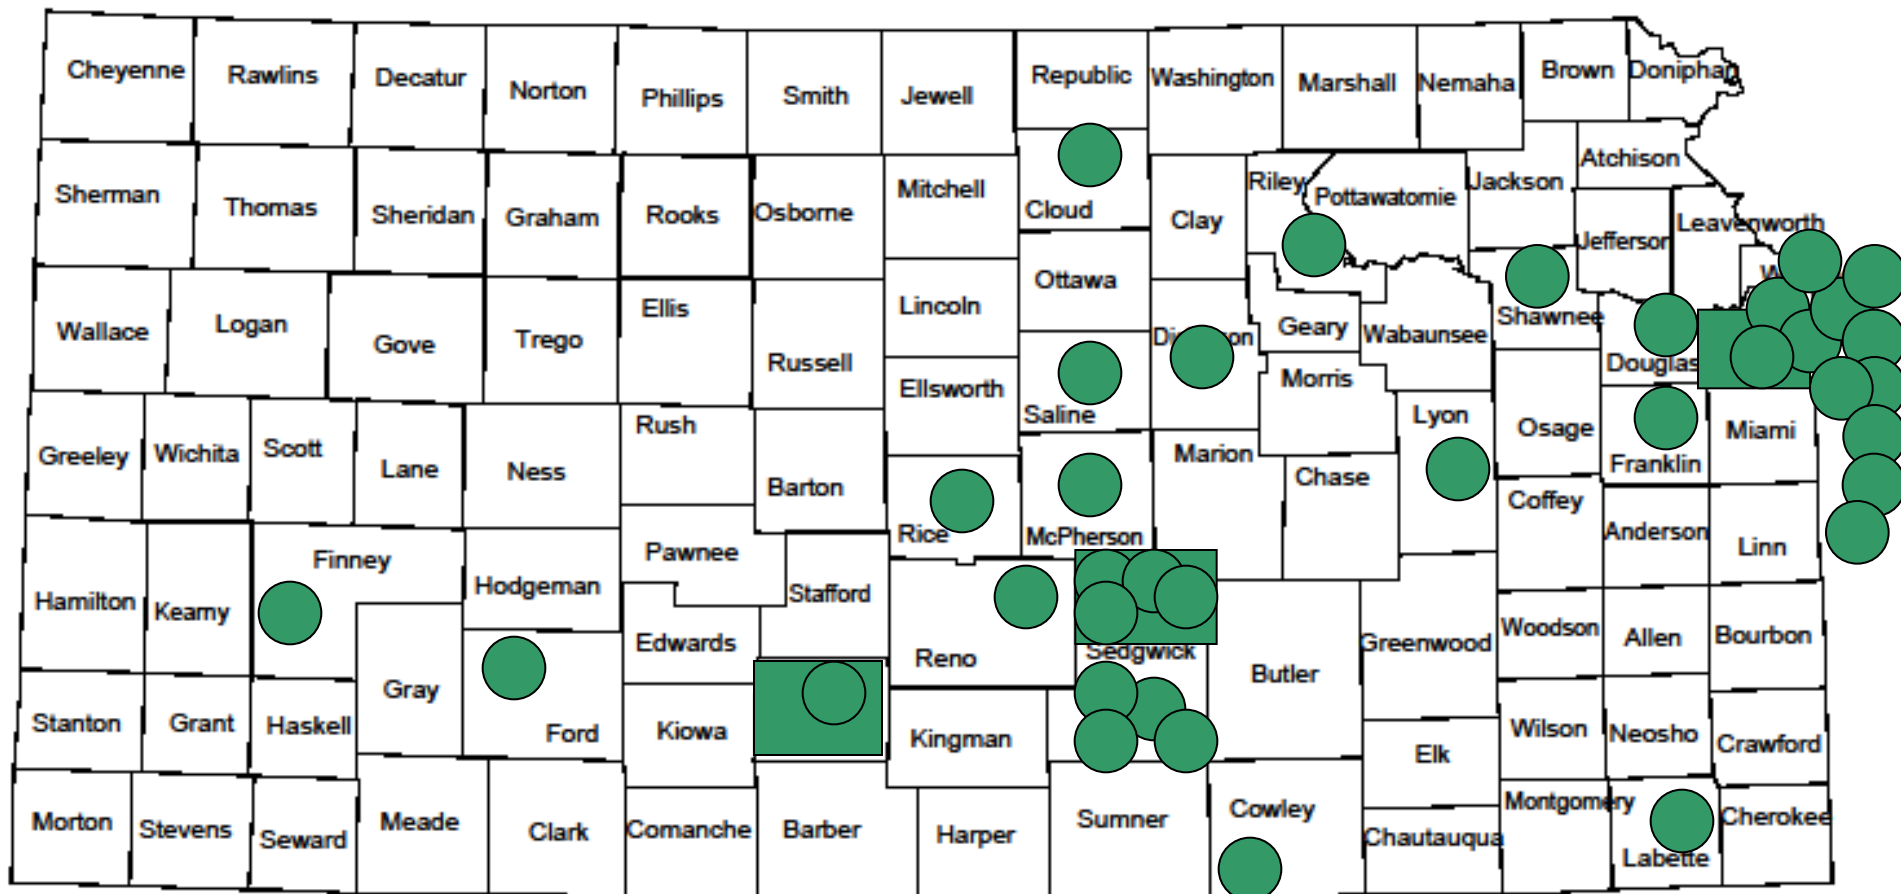 Cheyenne
Rawlins
Decatur
Norton
Phillips
Smith
Jewell
Republic
Washington
Marshall
Nemaha
Brown
Doniphan
Sherman
Thomas
Sheridan
Graham
Rooks
Osborne
Mitchell
Cloud
Clay
Riley
Pottawatomie
Jackson
Atchison
Jefferson
Leavenworth
Wallace
Logan
Gove
Trego
Ellis
Russell
Lincoln
Ottawa
Geary
Wabaunsee
Shawnee
Douglas
Ellsworth
Saline
Morris
Lyon
Osage
Franklin
Miami
Greeley
Wichita
Scott
Lane
Ness
Rush
Barton
Rice
McPherson
Marion
Chase
Coffey
Anderson
Linn
Hamilton
Kearny
Finney
Hodgeman
Pawnee
Stafford
Edwards
Reno
Sedgwick
Butler
Greenwood
Woodson
Allen
Bourbon
Stanton
Grant
Haskell
Gray
Ford
Kiowa
Kingman
Elk
Wilson
Neosho
Crawford
Morton
Stevens
Seward
Meade
Clark
Comanche
Barber
Harper
Sumner
Cowley
Chautauqua
Montgomery
Labette
Cherokee